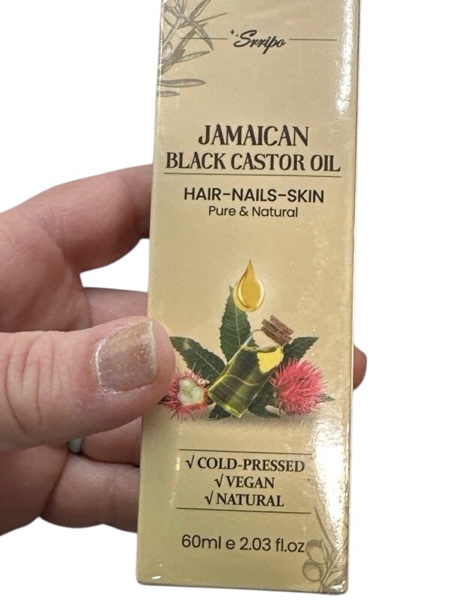 Srripo
JAMAICAN
BLACK CASTOR OIL
HAIR-NAILS-SKIN
Pure & Natural
√ COLD-PRESSED
√ VEGAN
√ NATURAL
60ml e 2.03 fl.oz